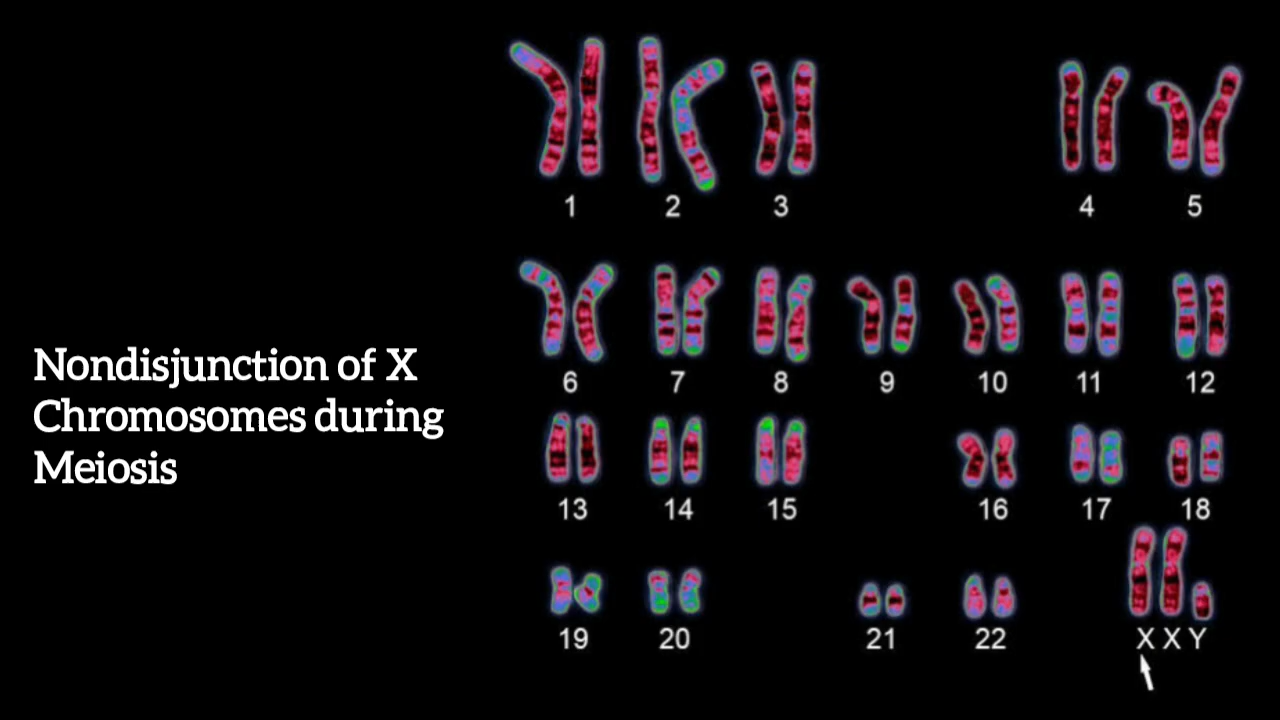 Nondisjunction of X
Chromosomes during
Meiosis
1 2 3 4 5
6 7 8 9 10 11 12
13 14 15 16 17 18
19 20 21 22 X X Y